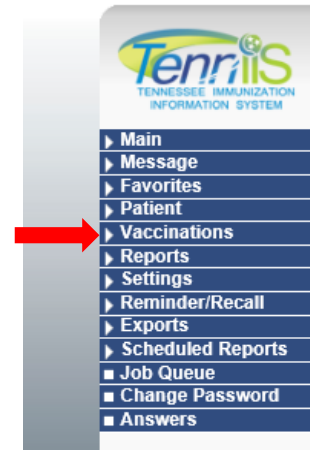 TennIIS
TENNESSEE IMMUNIZATION
INFORMATION SYSTEM
Main
Message
Favorites
Patient
Vaccinations
Reports
Settings
Reminder/Recall
Exports
Scheduled Reports
Job Queue
Change Password
Answers